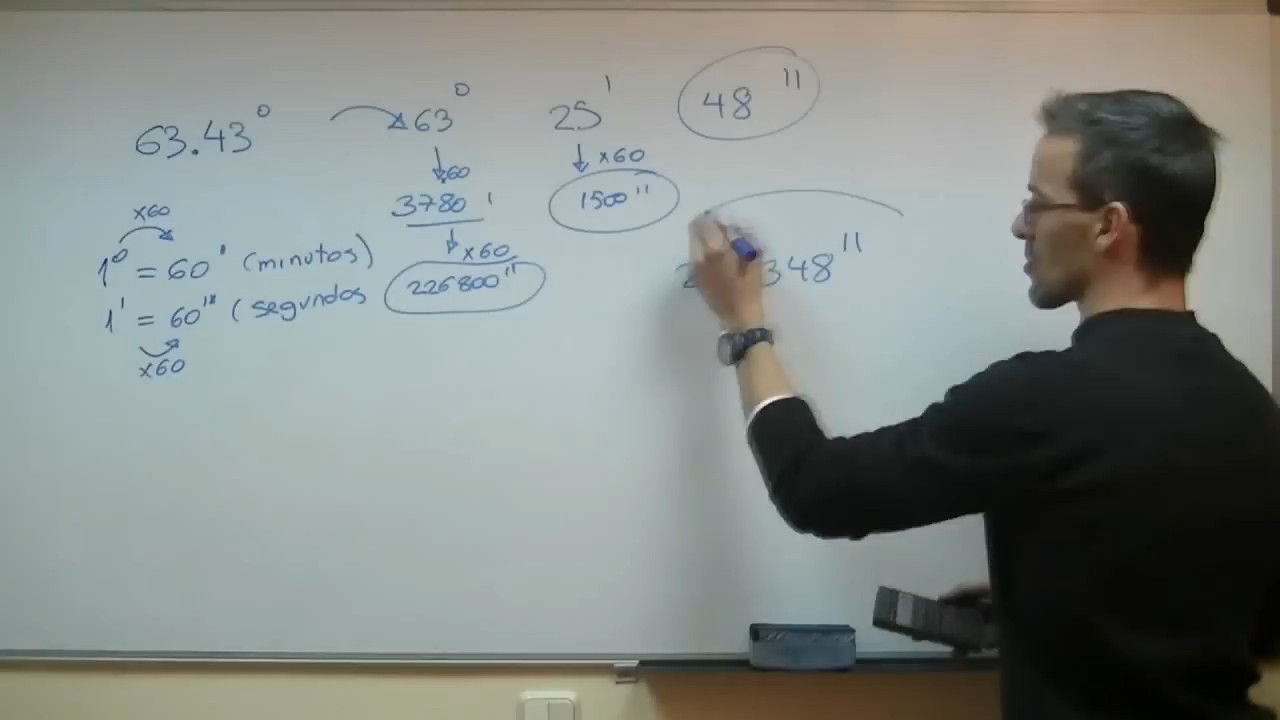 63.43° 63° 25' 48''
x60
60
3780'
1500''
x60
1° = 60' (minutos)
x60
226800''
348''
1' = 60'' (segundos
x60